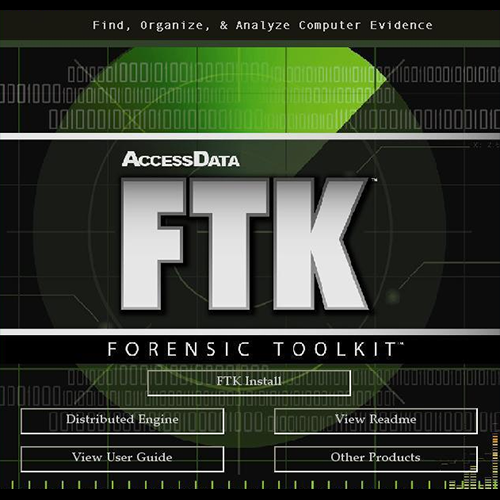 Find, Organize, & Analyze Computer Evidence
ACCESSDATA
FTK™
FORENSIC TOOLKIT™
FTK Install
Distributed Engine
View Readme
View User Guide
Other Products